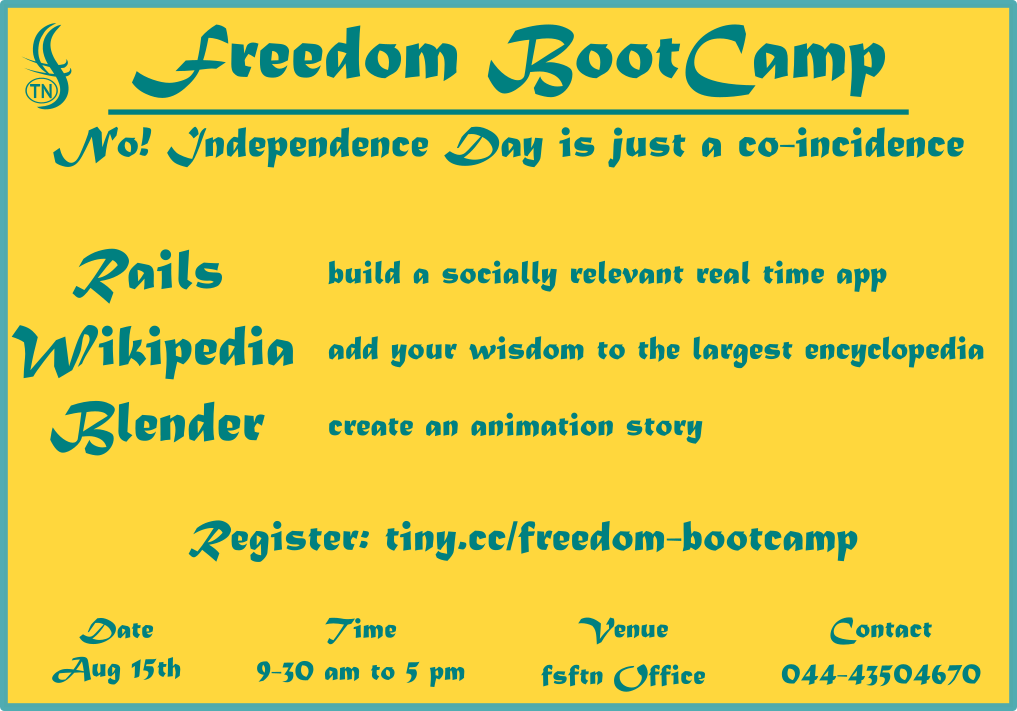 TN
Freedom BootCamp
No! Independence Day is just a co-incidence
Rails build a socially relevant real time app
Wikipedia add your wisdom to the largest encyclopedia
Blender create an animation story
Register: tiny.cc/freedom-bootcamp
Date Time Venue Contact
Aug 15th 9-30 am to 5 pm fsftn Office 044-43504670